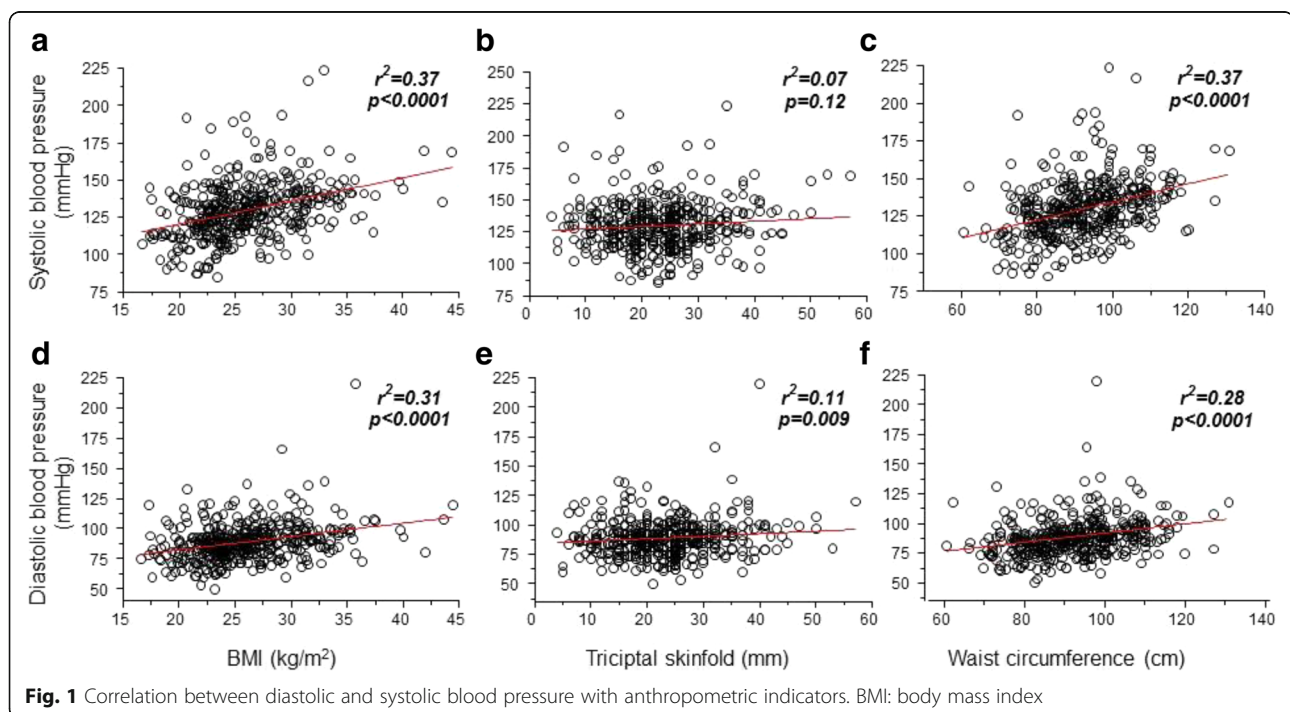 a
b
c
Systolic blood pressure
(mmHg)
225
200
175
150
125
100
75
15 20 25 30 35 40 45
r²=0.37
p<0.0001
250
225
200
175
150
125
100
75
0 10 20 30 40 50 60
r²=0.07
p=0.12
225
200
175
150
125
100
75
60 80 100 120 140
r²=0.37
p<0.0001
d
e
f
Diastolic blood pressure
(mmHg)
225
200
175
150
125
100
75
50
15 20 25 30 35 40 45
r²=0.31
p<0.0001
BMI (kg/m²)
225
200
175
150
125
100
75
50
0 10 20 30 40 50 60
r²=0.11
p=0.009
Triciptal skinfold (mm)
225
200
175
150
125
100
75
50
60 80 100 120 140
r²=0.28
p<0.0001
Waist circumference (cm)
Fig. 1 Correlation between diastolic and systolic blood pressure with anthropometric indicators. BMI: body mass index